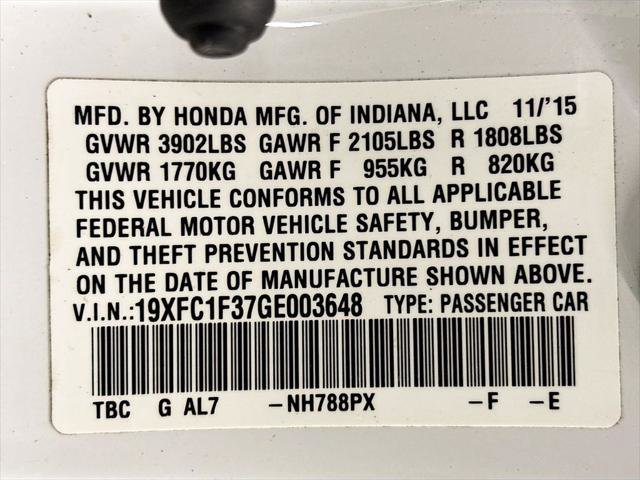 MFD. BY HONDA MFG. OF INDIANA, LLC 11/'15
GVWR 3902LBS GAWR F 2105LBS R 1808LBS
GVWR 1770KG GAWR F 955KG R 820KG
THIS VEHICLE CONFORMS TO ALL APPLICABLE
FEDERAL MOTOR VEHICLE SAFETY, BUMPER,
AND THEFT PREVENTION STANDARDS IN EFFECT
ON THE DATE OF MANUFACTURE SHOWN ABOVE.
V.I.N.:19XFC1F37GE003648 TYPE: PASSENGER CAR
TBC G AL7 -NH788PX -F -E